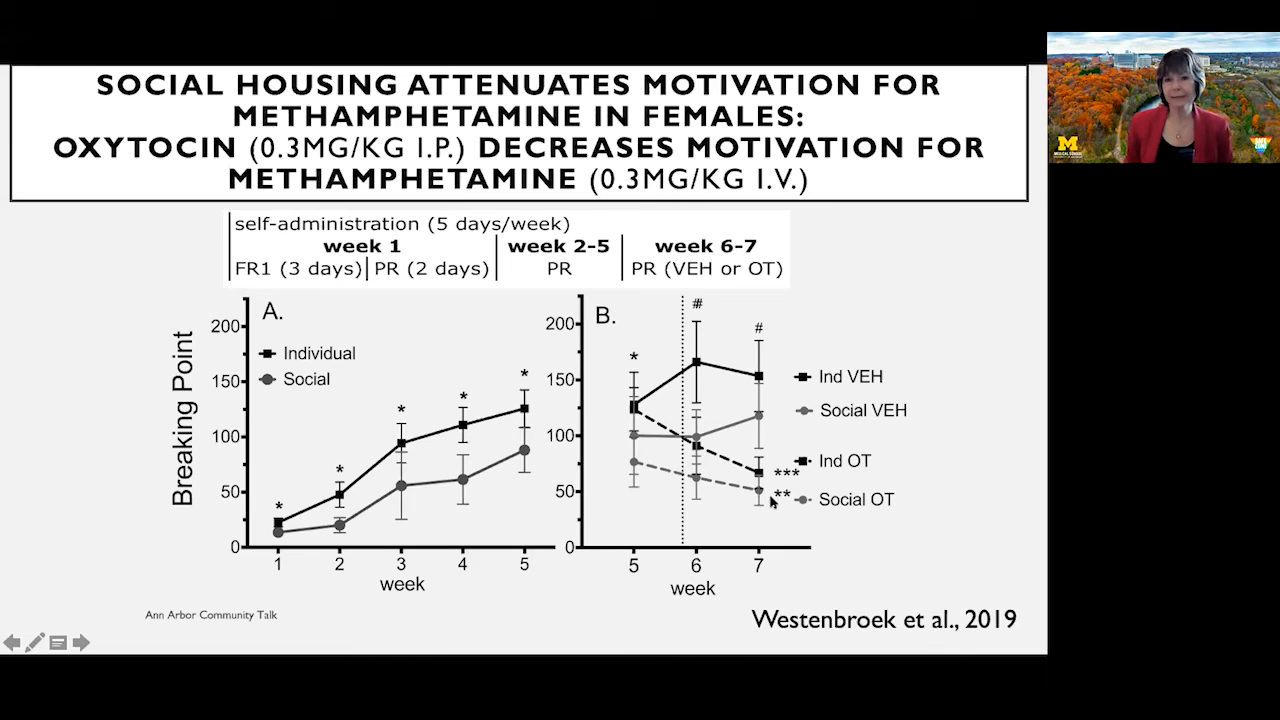 SOCIAL HOUSING ATTENUATES MOTIVATION FOR
METHAMPHETAMINE IN FEMALES:
OXYTOCIN (0.3MG/KG I.P.) DECREASES MOTIVATION FOR
METHAMPHETAMINE (0.3MG/KG I.V.)
self-administration (5 days/week)
week 1 week 2-5 week 6-7
FR1 (3 days) PR (2 days) PR PR (VEH or OT)
A.
Breaking Point
200
150
100
50
0
Individual
Social
*
*
*
*
*
1 2 3 4 5
week
B.
200
150
100
50
0
*
#
#
***
**
5 6 7
week
Ind VEH
Social VEH
Ind OT
Social OT
Ann Arbor Community Talk
Westenbroek et al., 2019
M